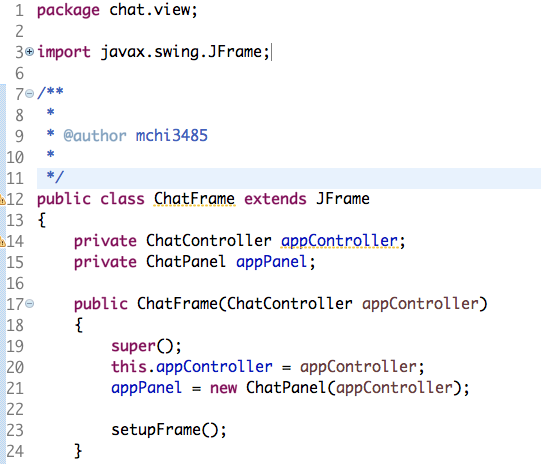 1 package chat.view;
2
3 import javax.swing.JFrame;
6
7 /**
8 *
9 * @author mchi3485
10 *
11 */
12 public class ChatFrame extends JFrame
13 {
14 private ChatController appController;
15 private ChatPanel appPanel;
16
17 public ChatFrame(ChatController appController)
18 {
19 super();
20 this.appController = appController;
21 appPanel = new ChatPanel(appController);
22
23 setupFrame();
24 }